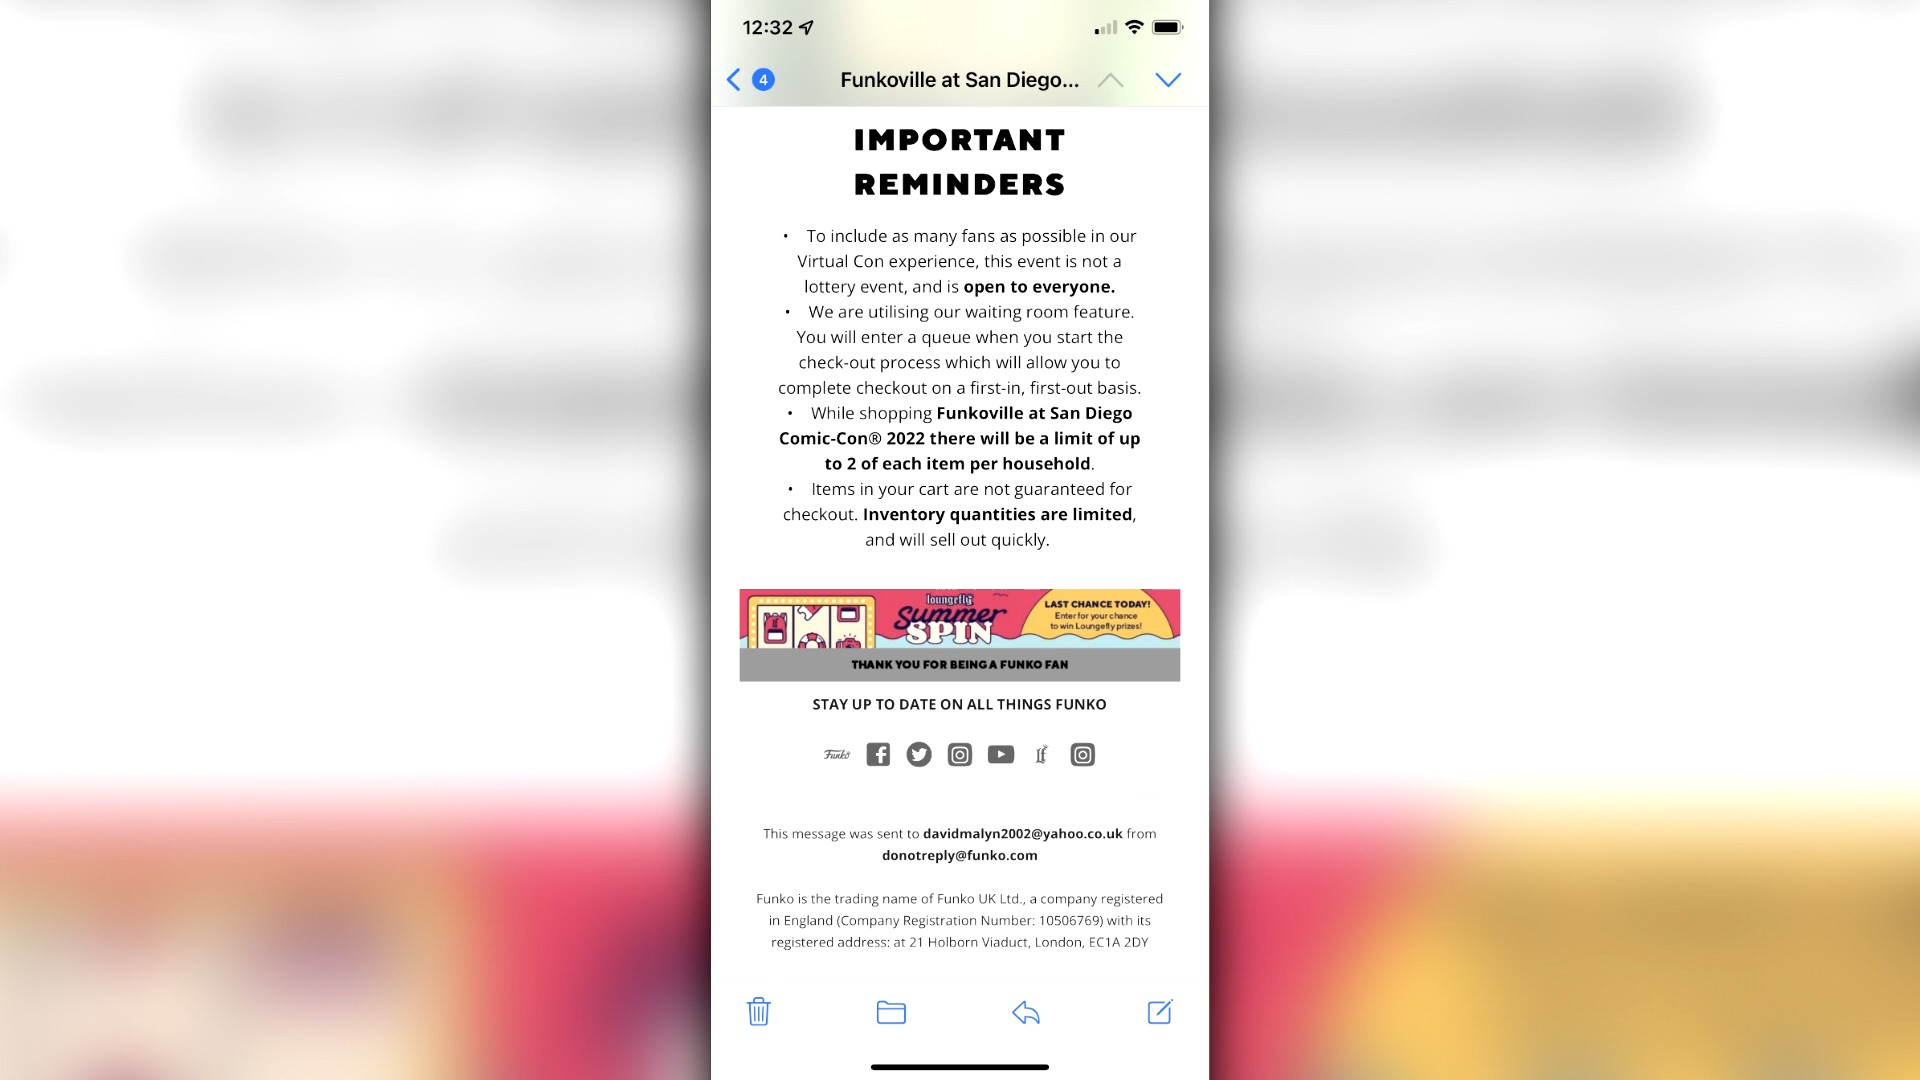 12:32
4
Funkoville at San Diego...
IMPORTANT
REMINDERS
• To include as many fans as possible in our
Virtual Con experience, this event is not a
lottery event, and is open to everyone.
• We are utilising our waiting room feature.
You will enter a queue when you start the
check-out process which will allow you to
complete checkout on a first-in, first-out basis.
• While shopping Funkoville at San Diego
Comic-Con® 2022 there will be a limit of up
to 2 of each item per household.
• Items in your cart are not guaranteed for
checkout. Inventory quantities are limited,
and will sell out quickly.
loungefly
Summer
SPIN
LAST CHANCE TODAY!
Enter for your chance
to win Loungefly prizes!
THANK YOU FOR BEING A FUNKO FAN
STAY UP TO DATE ON ALL THINGS FUNKO
Funko
This message was sent to davidmalyn2002@yahoo.co.uk from
donotreply@funko.com
Funko is the trading name of Funko UK Ltd., a company registered
in England (Company Registration Number: 10506769) with its
registered address: at 21 Holborn Viaduct, London, EC1A 2DY